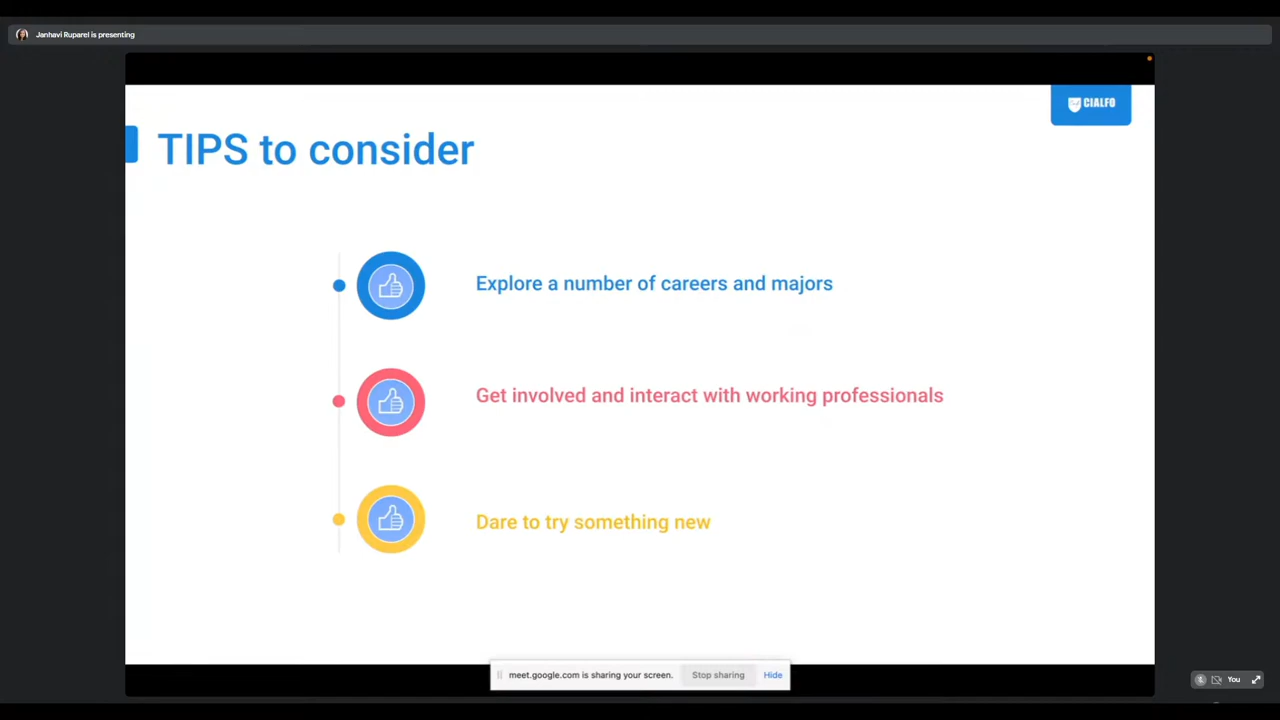 Janhavi Ruparel is presenting
CIALFO
TIPS to consider
Explore a number of careers and majors
Get involved and interact with working professionals
Dare to try something new
meet.google.com is sharing your screen. Stop sharing Hide
You